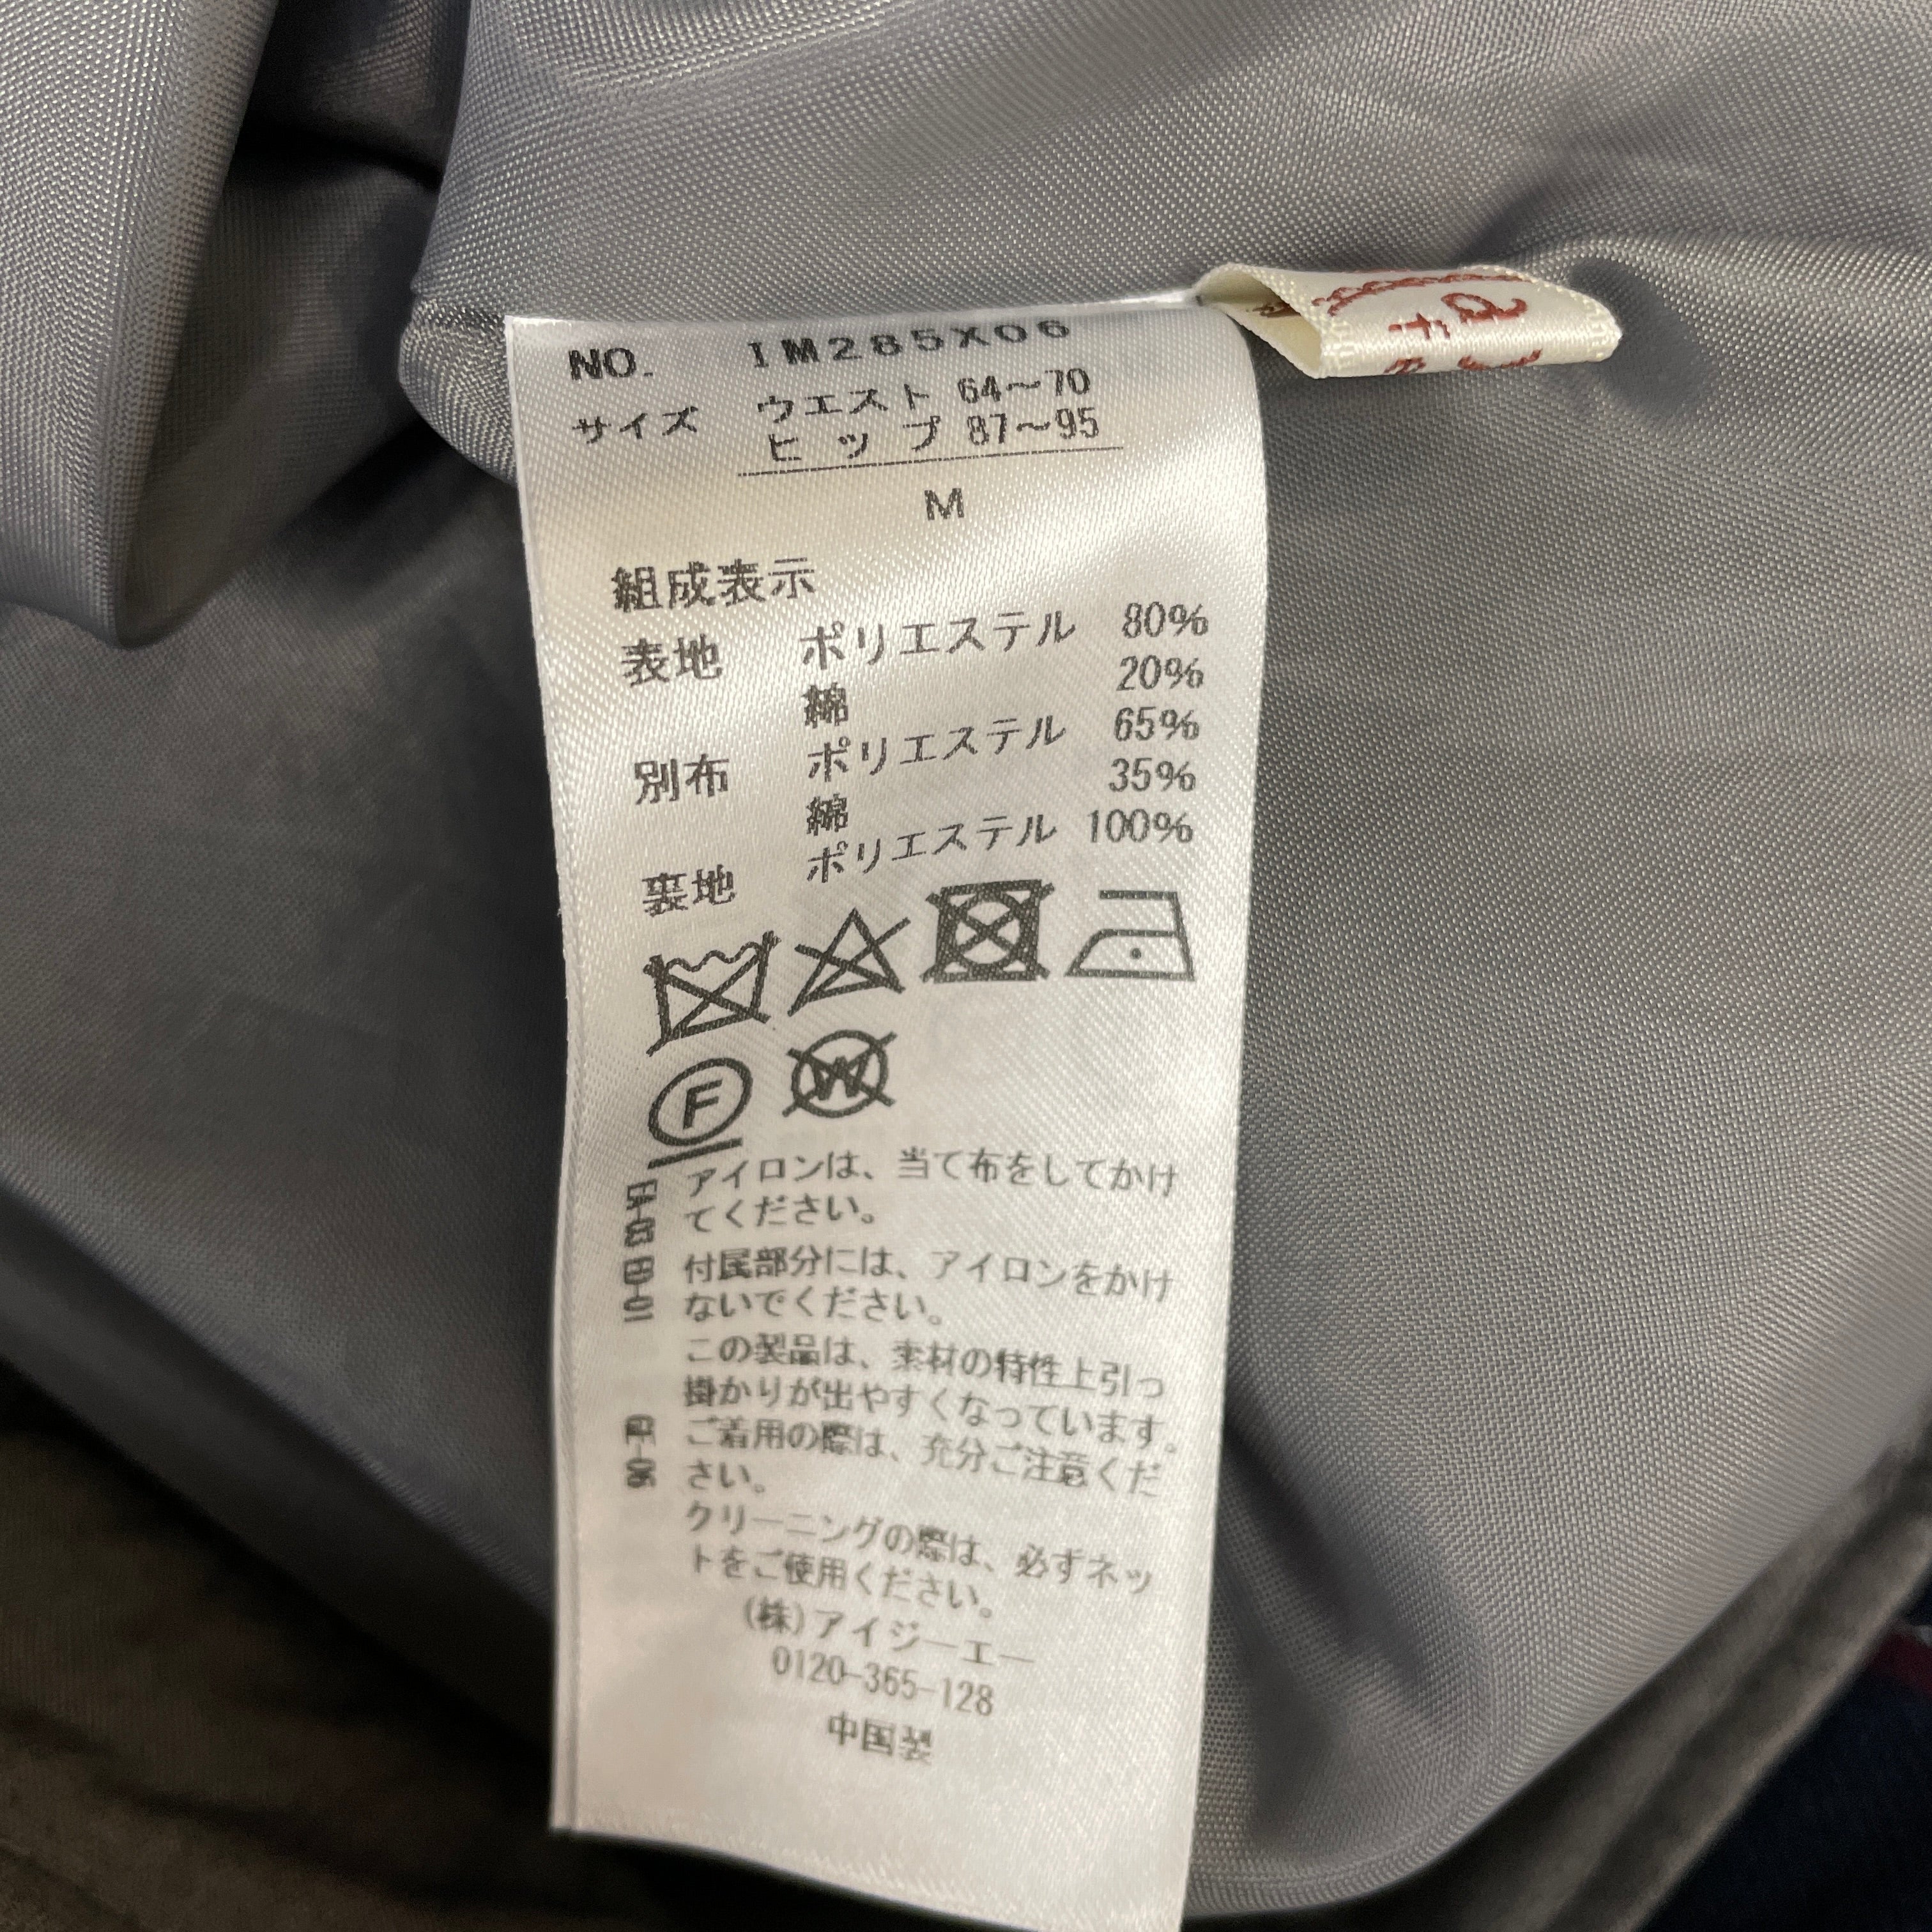 NO. IM285X06
サイズ ウエスト 64〜70
ヒップ 87〜95
M
組成表示
表地 ポリエステル 80%
綿 20%
別布 ポリエステル 65%
綿 35%
裏地 ポリエステル 100%
F W
アイロンは、当て布をしてかけ
てください。
付属部分には、アイロンをかけ
ないでください。
この製品は、素材の特性上引っ
掛かりが出やすくなっています。
ご着用の際は、充分ご注意くだ
さい。
クリーニングの際は、必ずネッ
トをご使用ください。
(株)アイジーエー
0120-365-128
中国製
EA-03
ED-01
EF-06